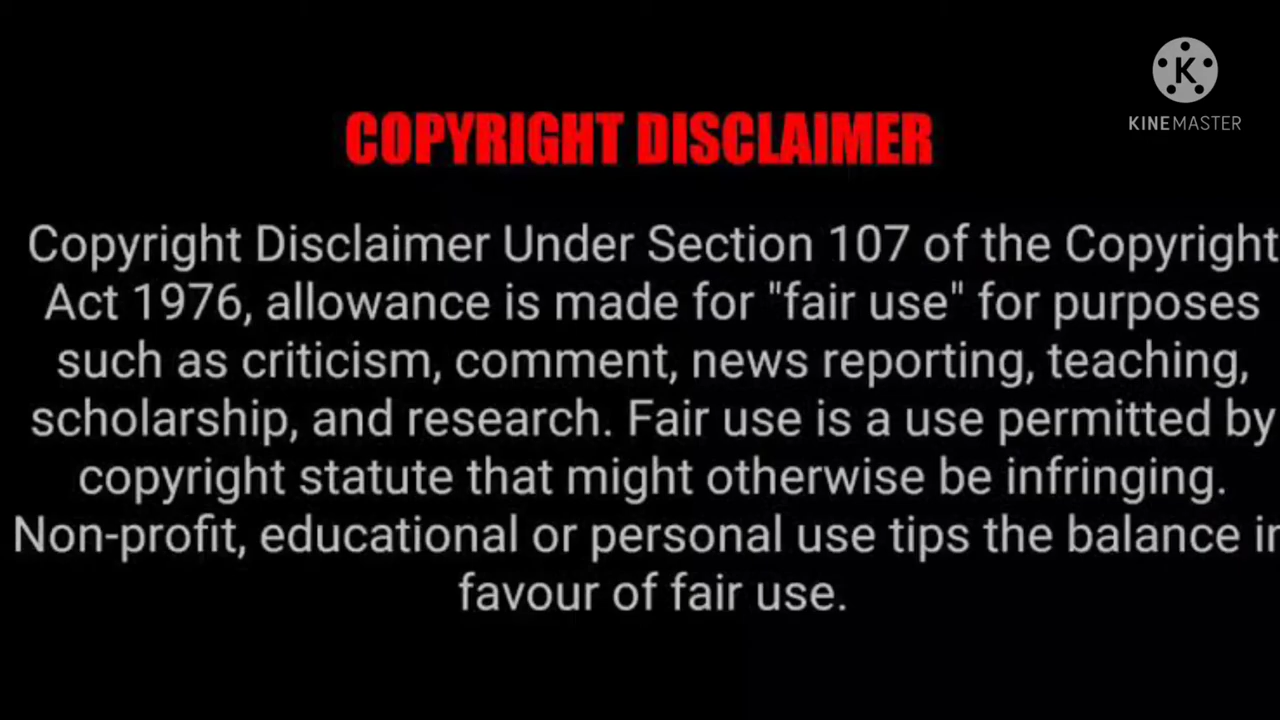 K
KINEMASTER
COPYRIGHT DISCLAIMER
Copyright Disclaimer Under Section 107 of the Copyright
Act 1976, allowance is made for "fair use" for purposes
such as criticism, comment, news reporting, teaching,
scholarship, and research. Fair use is a use permitted by
copyright statute that might otherwise be infringing.
Non-profit, educational or personal use tips the balance in
favour of fair use.